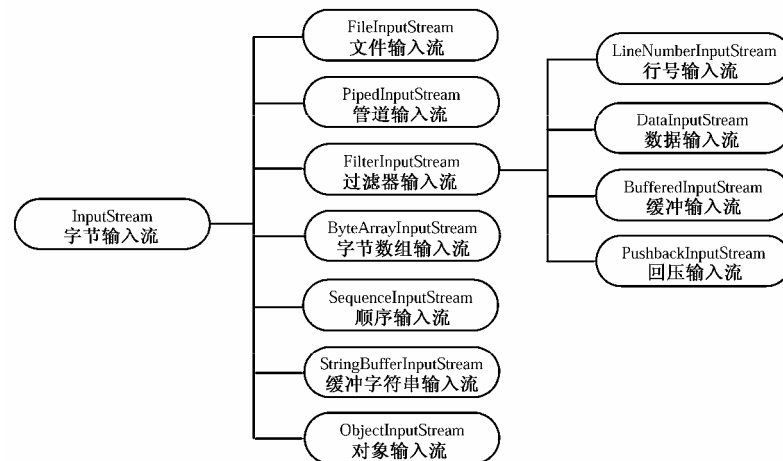 InputStream
字节输入流
FileInputStream
文件输入流
PipedInputStream
管道输入流
FilterInputStream
过滤器输入流
ByteArrayInputStream
字节数组输入流
SequenceInputStream
顺序输入流
StringBufferInputStream
缓冲字符串输入流
ObjectInputStream
对象输入流
LineNumberInputStream
行号输入流
DataInputStream
数据输入流
BufferedInputStream
缓冲输入流
PushbackInputStream
回压输入流